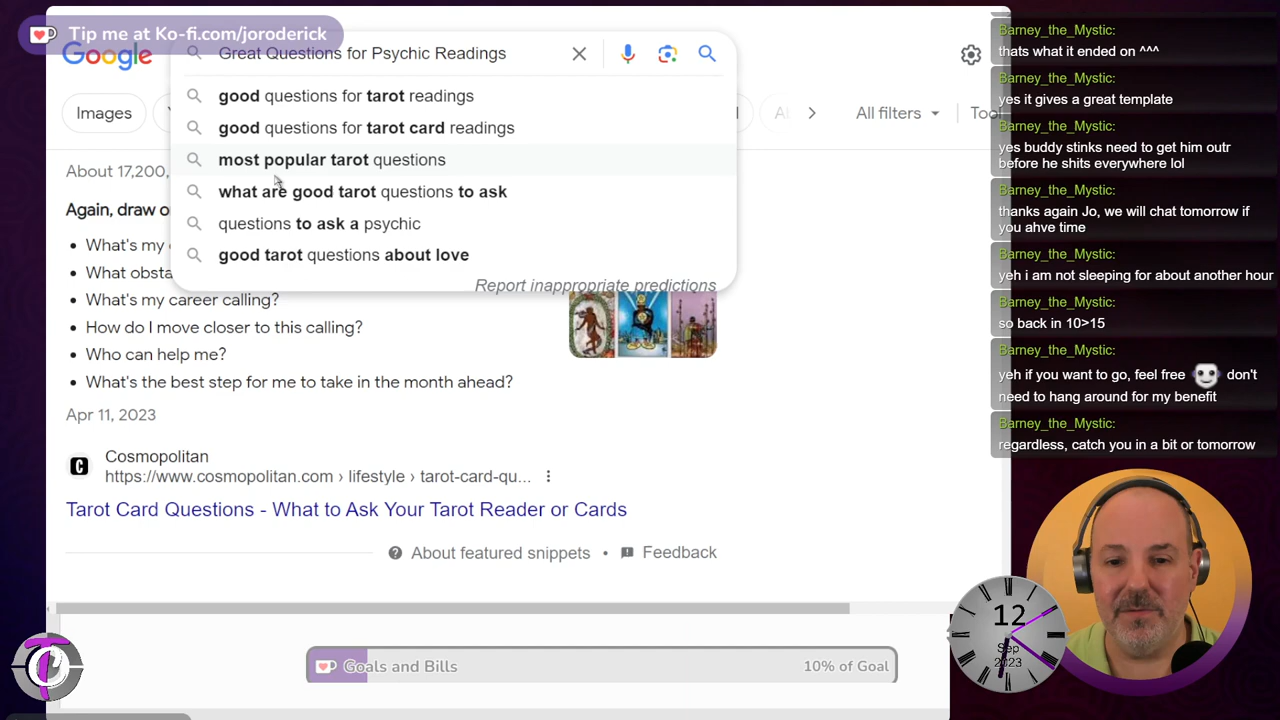 Tip me at Ko-fi.com/joroderick
Google
Great Questions for Psychic Readings
good questions for tarot readings
good questions for tarot card readings
most popular tarot questions
what are good tarot questions to ask
questions to ask a psychic
good tarot questions about love
Report inappropriate predictions
Images
All filters
Tool
About 17,200,
Again, draw o
What's my
What obsta
What's my career calling?
How do I move closer to this calling?
Who can help me?
What's the best step for me to take in the month ahead?
Apr 11, 2023
Cosmopolitan
https://www.cosmopolitan.com › lifestyle › tarot-card-qu...
Tarot Card Questions - What to Ask Your Tarot Reader or Cards
About featured snippets
Feedback
Goals and Bills
10% of Goal
Barney_the_Mystic:
thats what it ended on ^^^
Barney_the_Mystic:
yes it gives a great template
Barney_the_Mystic:
yes buddy stinks need to get him outr
before he shits everywhere lol
Barney_the_Mystic:
thanks again Jo, we will chat tomorrow if
you ahve time
Barney_the_Mystic:
yeh i am not sleeping for about another hour
Barney_the_Mystic:
so back in 10>15
Barney_the_Mystic:
yeh if you want to go, feel free don't
need to hang around for my benefit
Barney_the_Mystic:
regardless, catch you in a bit or tomorrow
12
Sep
2023